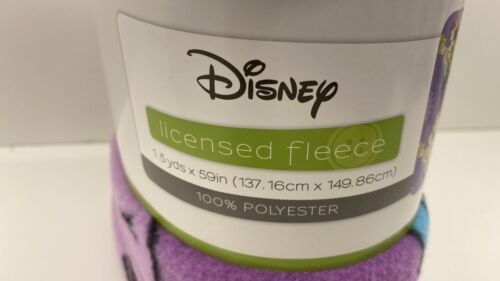 Disney
licensed fleece
1.5yds x 59in (137.16cm x 149.86cm)
100% POLYESTER